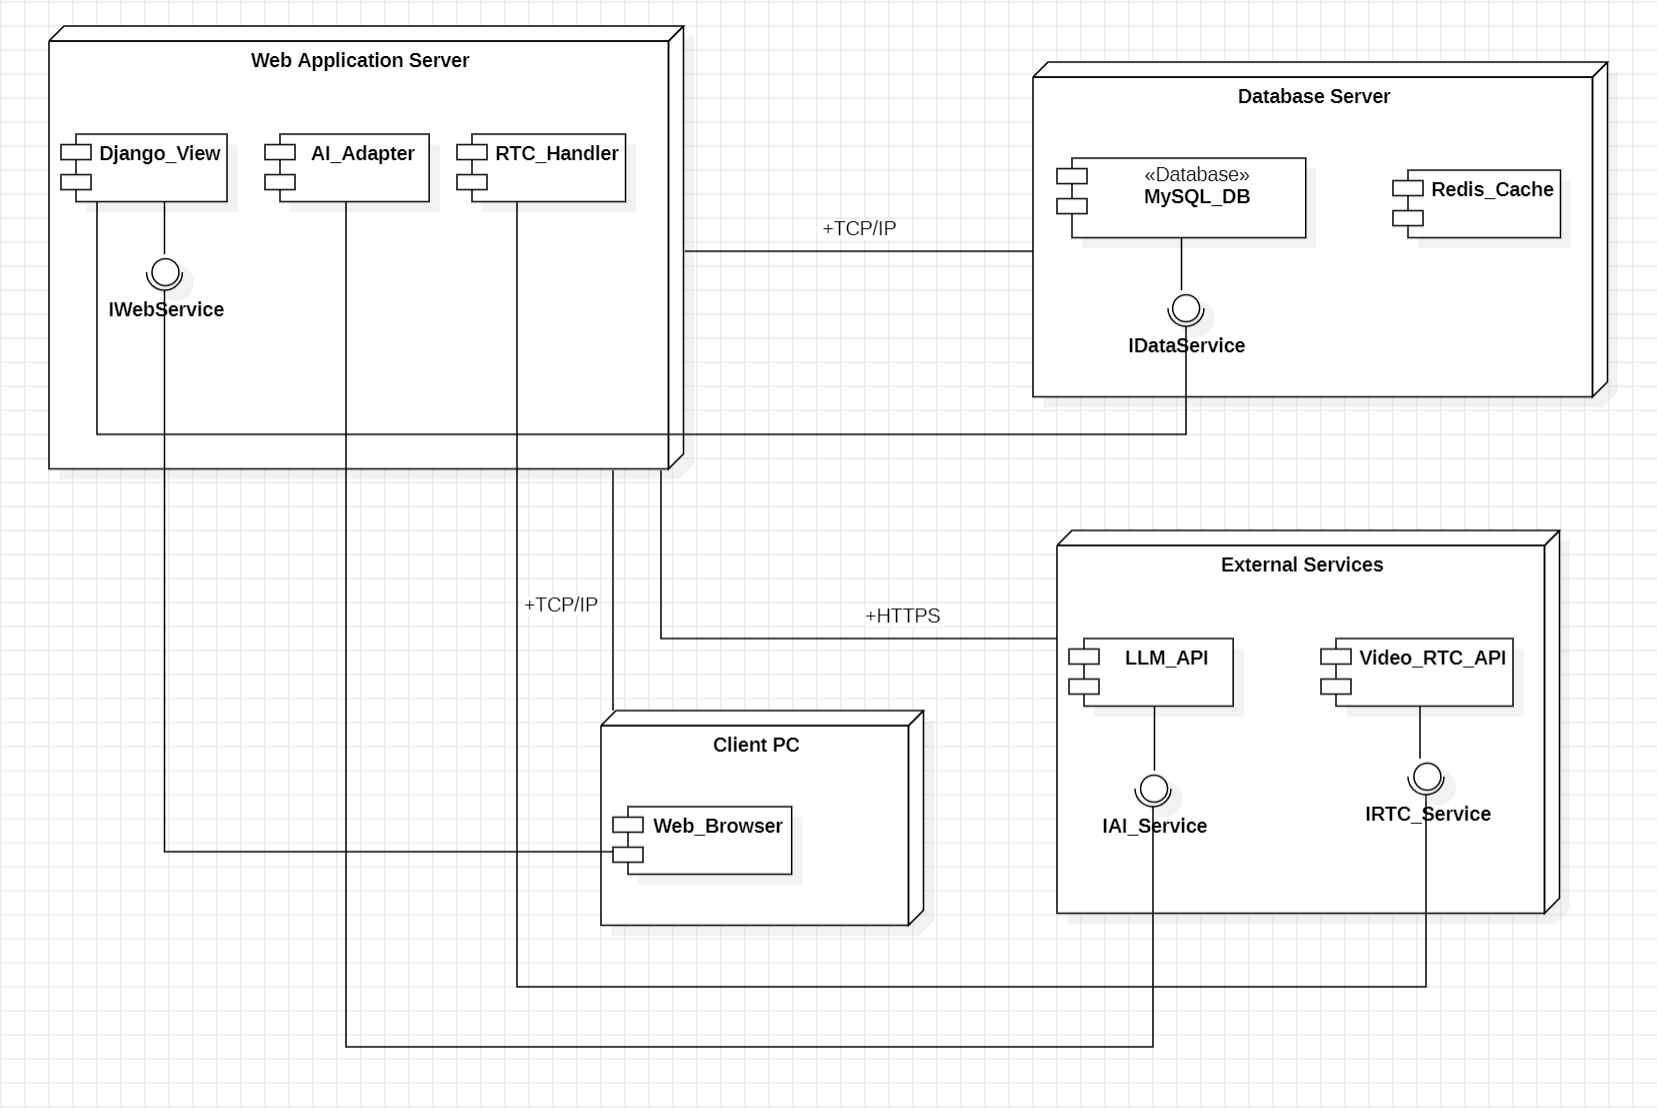 Web Application Server
Django_View
AI_Adapter
RTC_Handler
IWebService
+TCP/IP
Database Server
«Database»
MySQL_DB
Redis_Cache
IDataService
+TCP/IP
+HTTPS
External Services
LLM_API
Video_RTC_API
IAI_Service
IRTC_Service
Client PC
Web_Browser